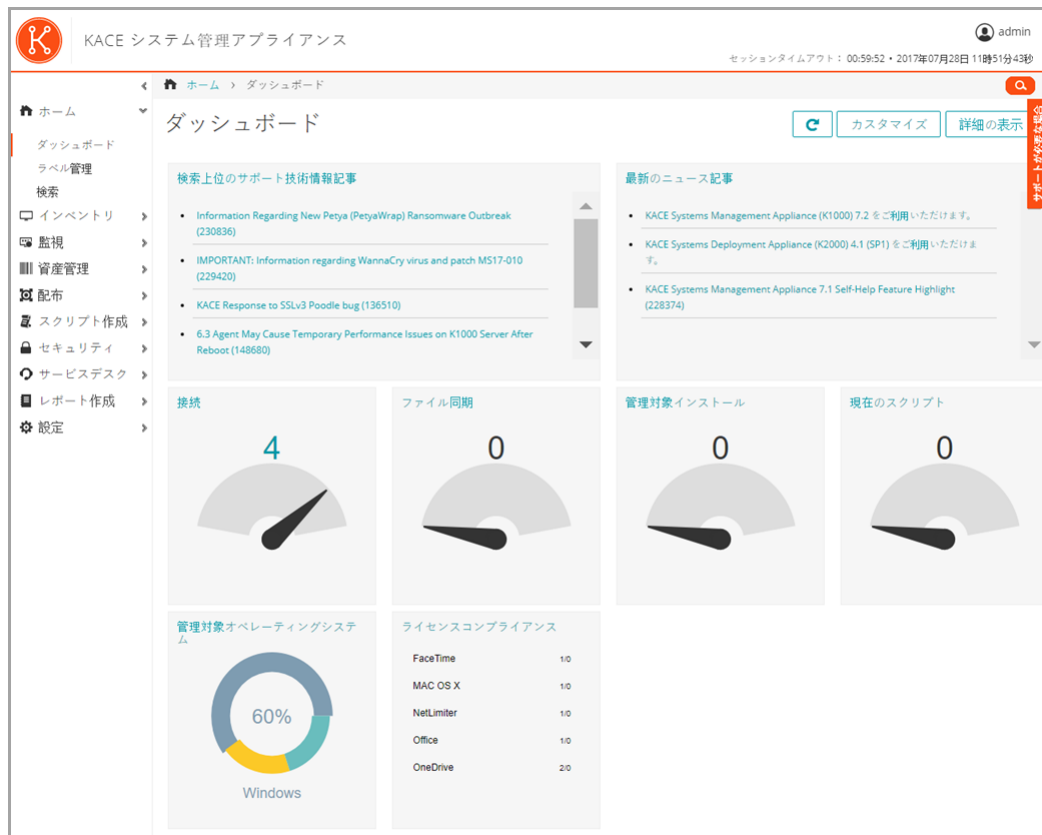 KACE システム管理アプライアンス
admin
セッションタイムアウト： 00:59:52 • 2017年07月28日 11時51分43秒
ホーム › ダッシュボード
ホーム
ダッシュボード
ラベル管理
検索
インベントリ
監視
資産管理
配布
スクリプト作成
セキュリティ
サービスデスク
レポート作成
設定
ダッシュボード
カスタマイズ
詳細の表示
サポートが必要な場合
検索上位のサポート技術情報記事
• Information Regarding New Petya (PetyaWrap) Ransomware Outbreak
(230836)
• IMPORTANT: Information regarding WannaCry virus and patch MS17-010
(229420)
• KACE Response to SSLv3 Poodle bug (136510)
• 6.3 Agent May Cause Temporary Performance Issues on K1000 Server After
Reboot (148680)
最新のニュース記事
• KACE Systems Management Appliance (K1000) 7.2 をご利用いただけます。
• KACE Systems Deployment Appliance (K2000) 4.1 (SP1) をご利用いただけま
す。
• KACE Systems Management Appliance 7.1 Self-Help Feature Highlight
(228374)
接続
4
ファイル同期
0
管理対象インストール
0
現在のスクリプト
0
管理対象オペレーティングシステ
ム
60%
Windows
ライセンスコンプライアンス
FaceTime 1/0
MAC OS X 1/0
NetLimiter 1/0
Office 1/0
OneDrive 2/0